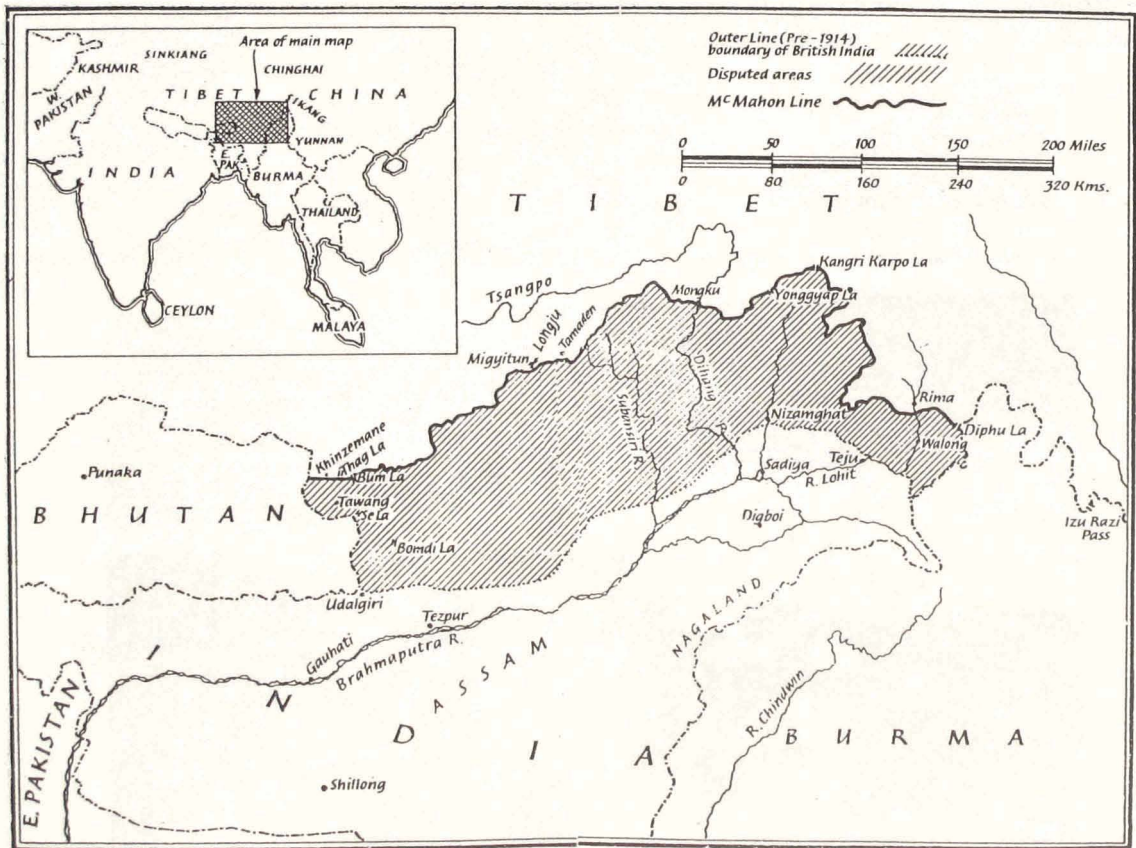 Area of main map
SINKIANG
KASHMIR
CHINGHAI
W. PAKISTAN
TIBET
CHINA
IKANG
YUNNAN
INDIA
E. PAK
BURMA
THAILAND
CEYLON
MALAYA
Outer Line (Pre-1914)
boundary of British India
Disputed areas
McMahon Line
0 50 100 150 200 Miles
0 80 160 240 320 Kms.
TIBET
Kangri Karpo La
Tsangpo
Mongku
Yonggyap La
Longju
Tamaden
Migyitun
Dihang R.
Subansiri R.
Rima
Nizamghat
Diphu La
Walong
Khinzemane
Thag La
Bum La
Punaka
Teju
Sadiya
R. Lohit
Tawang
Se La
BHUTAN
Digboi
Izu Razi
Pass
Bomdi La
Udalgiri
NAGALAND
Tezpur
Gauhati
Brahmaputra R.
ASSAM
INDIA
R. Chindwin
BURMA
E. PAKISTAN
Shillong